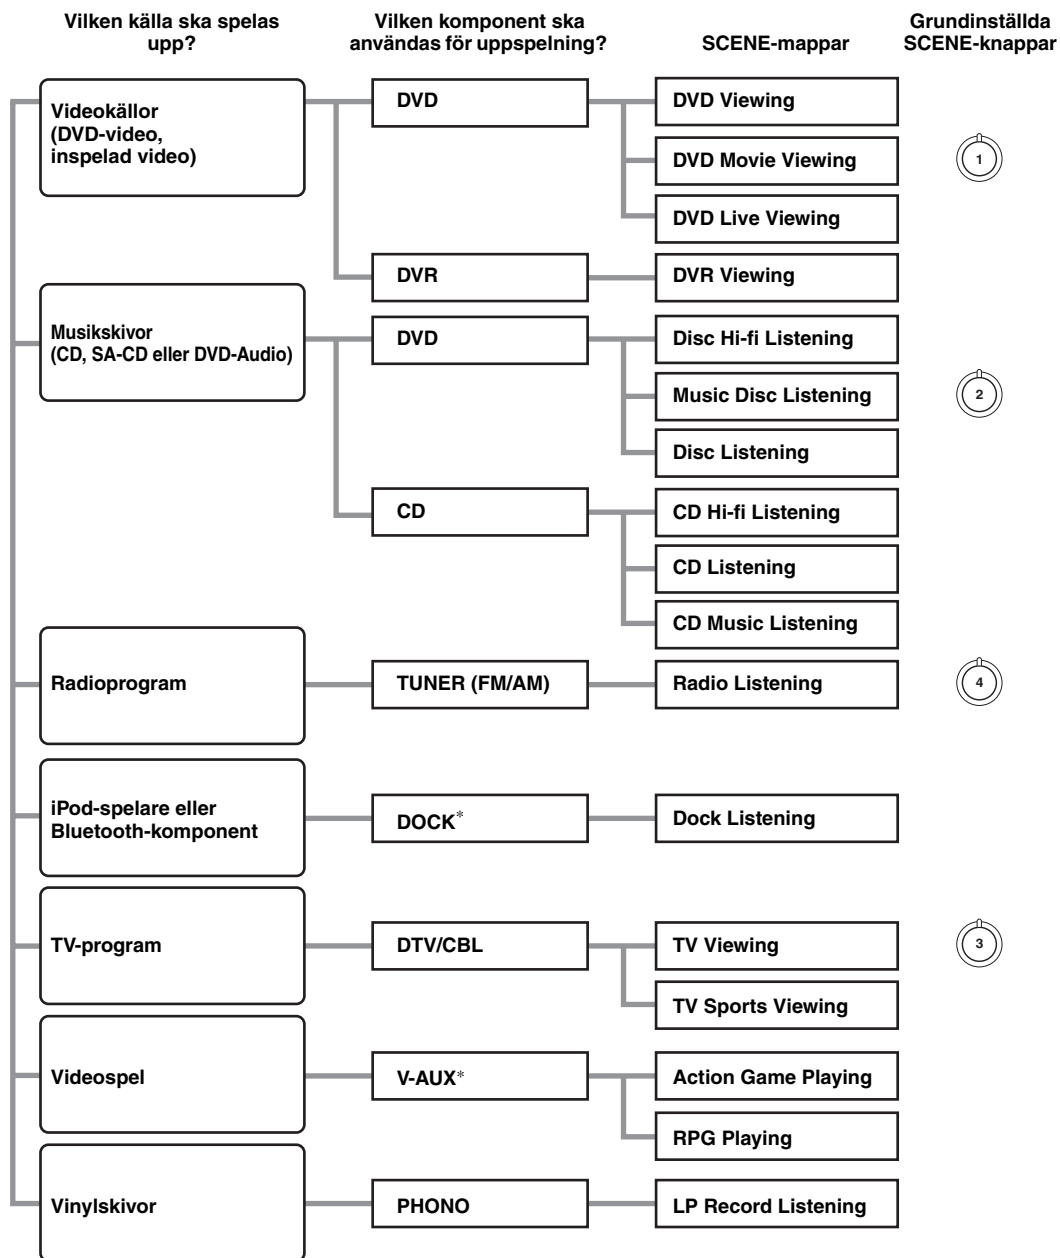 Vilken källa ska spelas
upp?
Vilken komponent ska
användas för uppspelning?
SCENE-mappar
Grundinställda
SCENE-knappar
Videokällor
(DVD-video,
inspelad video)
DVD
DVD Viewing
DVD Movie Viewing
1
DVD Live Viewing
DVR
DVR Viewing
Musikskivor
(CD, SA-CD eller DVD-Audio)
DVD
Disc Hi-fi Listening
Music Disc Listening
2
Disc Listening
CD
CD Hi-fi Listening
CD Listening
CD Music Listening
Radioprogram
TUNER (FM/AM)
Radio Listening
4
iPod-spelare eller
Bluetooth-komponent
DOCK*
Dock Listening
TV-program
DTV/CBL
TV Viewing
3
TV Sports Viewing
Videospel
V-AUX*
Action Game Playing
RPG Playing
Vinylskivor
PHONO
LP Record Listening